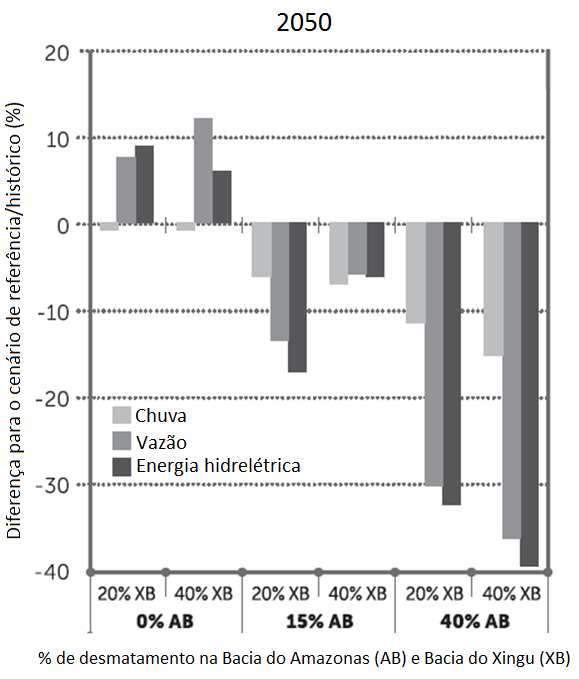 2050
Diferença para o cenário de referência/histórico (%)
20
10
0
-10
-20
-30
-40
Chuva
Vazão
Energia hidrelétrica
20% XB 40% XB 20% XB 40% XB 20% XB 40% XB
0% AB 15% AB 40% AB
% de desmatamento na Bacia do Amazonas (AB) e Bacia do Xingu (XB)